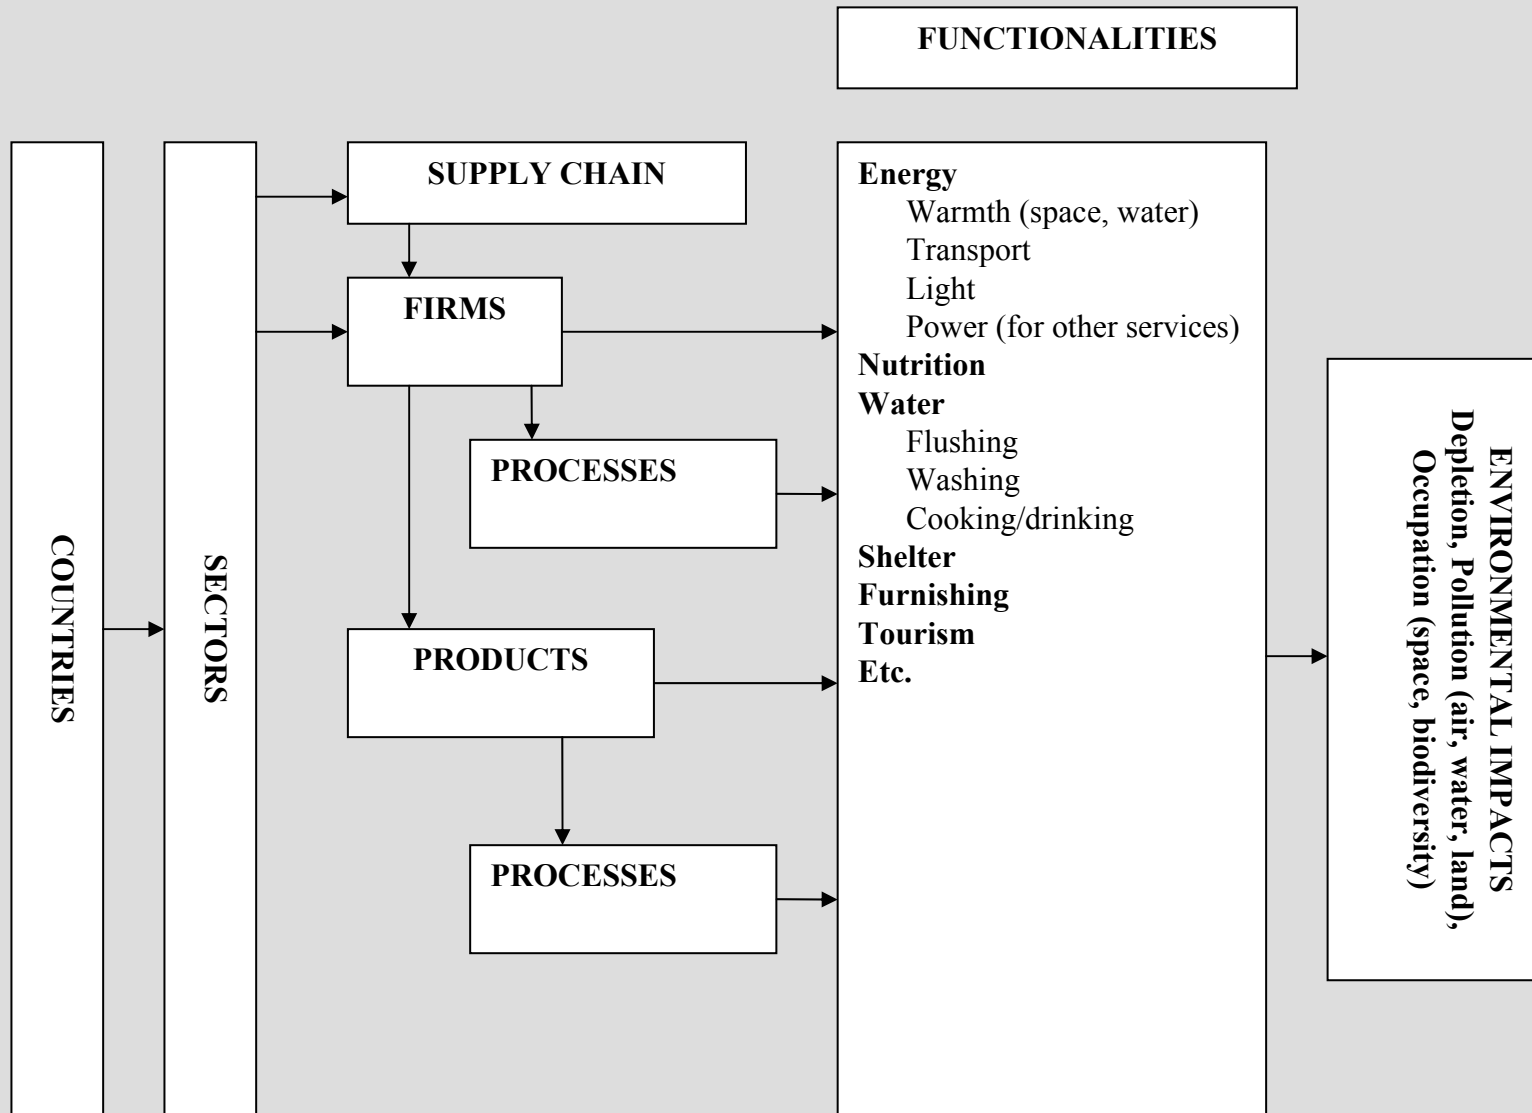 FUNCTIONALITIES
COUNTRIES
SECTORS
SUPPLY CHAIN
FIRMS
PROCESSES
PRODUCTS
PROCESSES
Energy
Warmth (space, water)
Transport
Light
Power (for other services)
Nutrition
Water
Flushing
Washing
Cooking/drinking
Shelter
Furnishing
Tourism
Etc.
ENVIRONMENTAL IMPACTS
Depletion, Pollution (air, water, land),
Occupation (space, biodiversity)